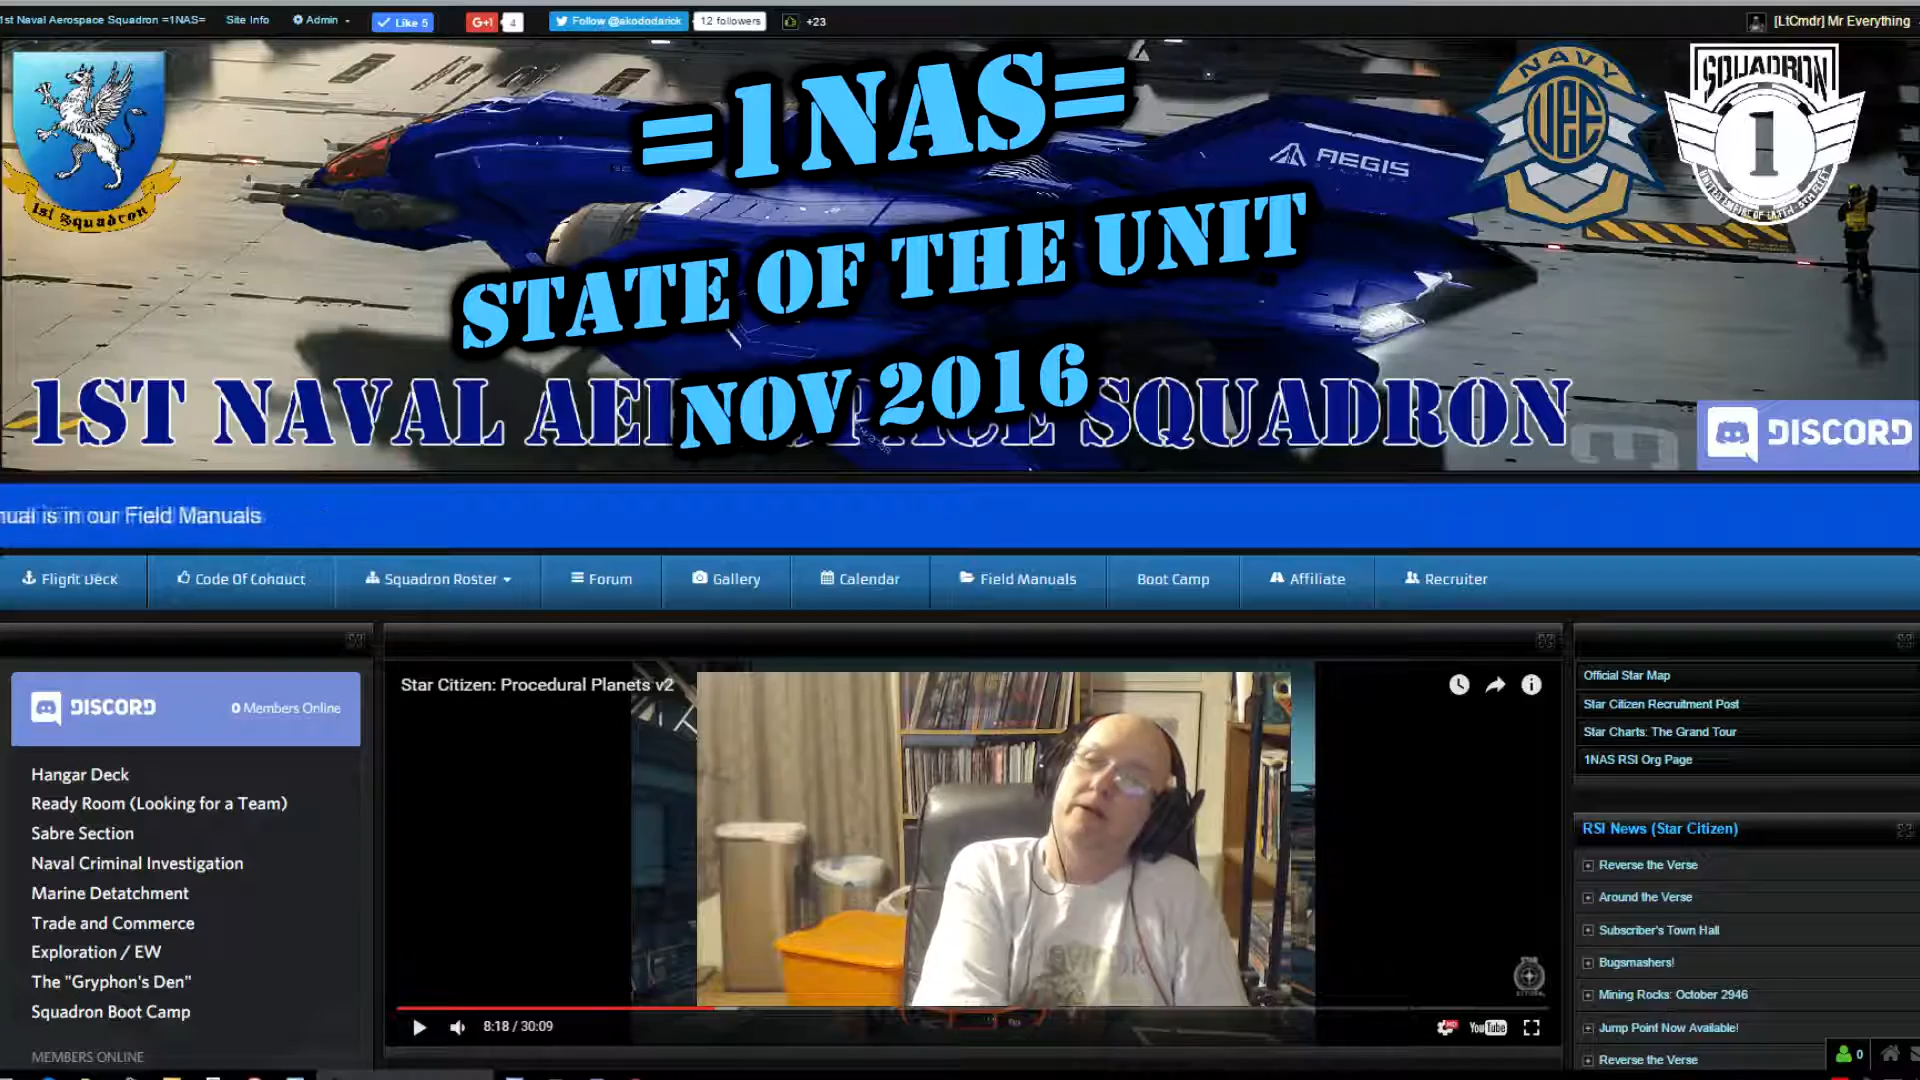 1st Naval Aerospace Squadron =1NAS=
Site Info
Admin
Like 5
G+1
4
Follow @akododarick
12 followers
+23
[LtCmdr] Mr Everything
=1NAS=
STATE OF THE UNIT
NOV 2016
1st Squadron
AEGIS
NAVY
UEE
SQUADRON
1
1ST NAVAL AEROSPACE SQUADRON
DISCORD
nual is in our Field Manuals
Flight Deck
Code Of Conduct
Squadron Roster
Forum
Gallery
Calendar
Field Manuals
Boot Camp
Affiliate
Recruiter
DISCORD
0 Members Online
Hangar Deck
Ready Room (Looking for a Team)
Sabre Section
Naval Criminal Investigation
Marine Detatchment
Trade and Commerce
Exploration / EW
The "Gryphon's Den"
Squadron Boot Camp
MEMBERS ONLINE
Star Citizen: Procedural Planets v2
8:18 / 30:09
YouTube
Official Star Map
Star Citizen Recruitment Post
Star Charts: The Grand Tour
1NAS RSI Org Page
RSI News (Star Citizen)
Reverse the Verse
Around the Verse
Subscriber's Town Hall
Bugsmashers!
Mining Rocks: October 2946
Jump Point Now Available!
Reverse the Verse
0